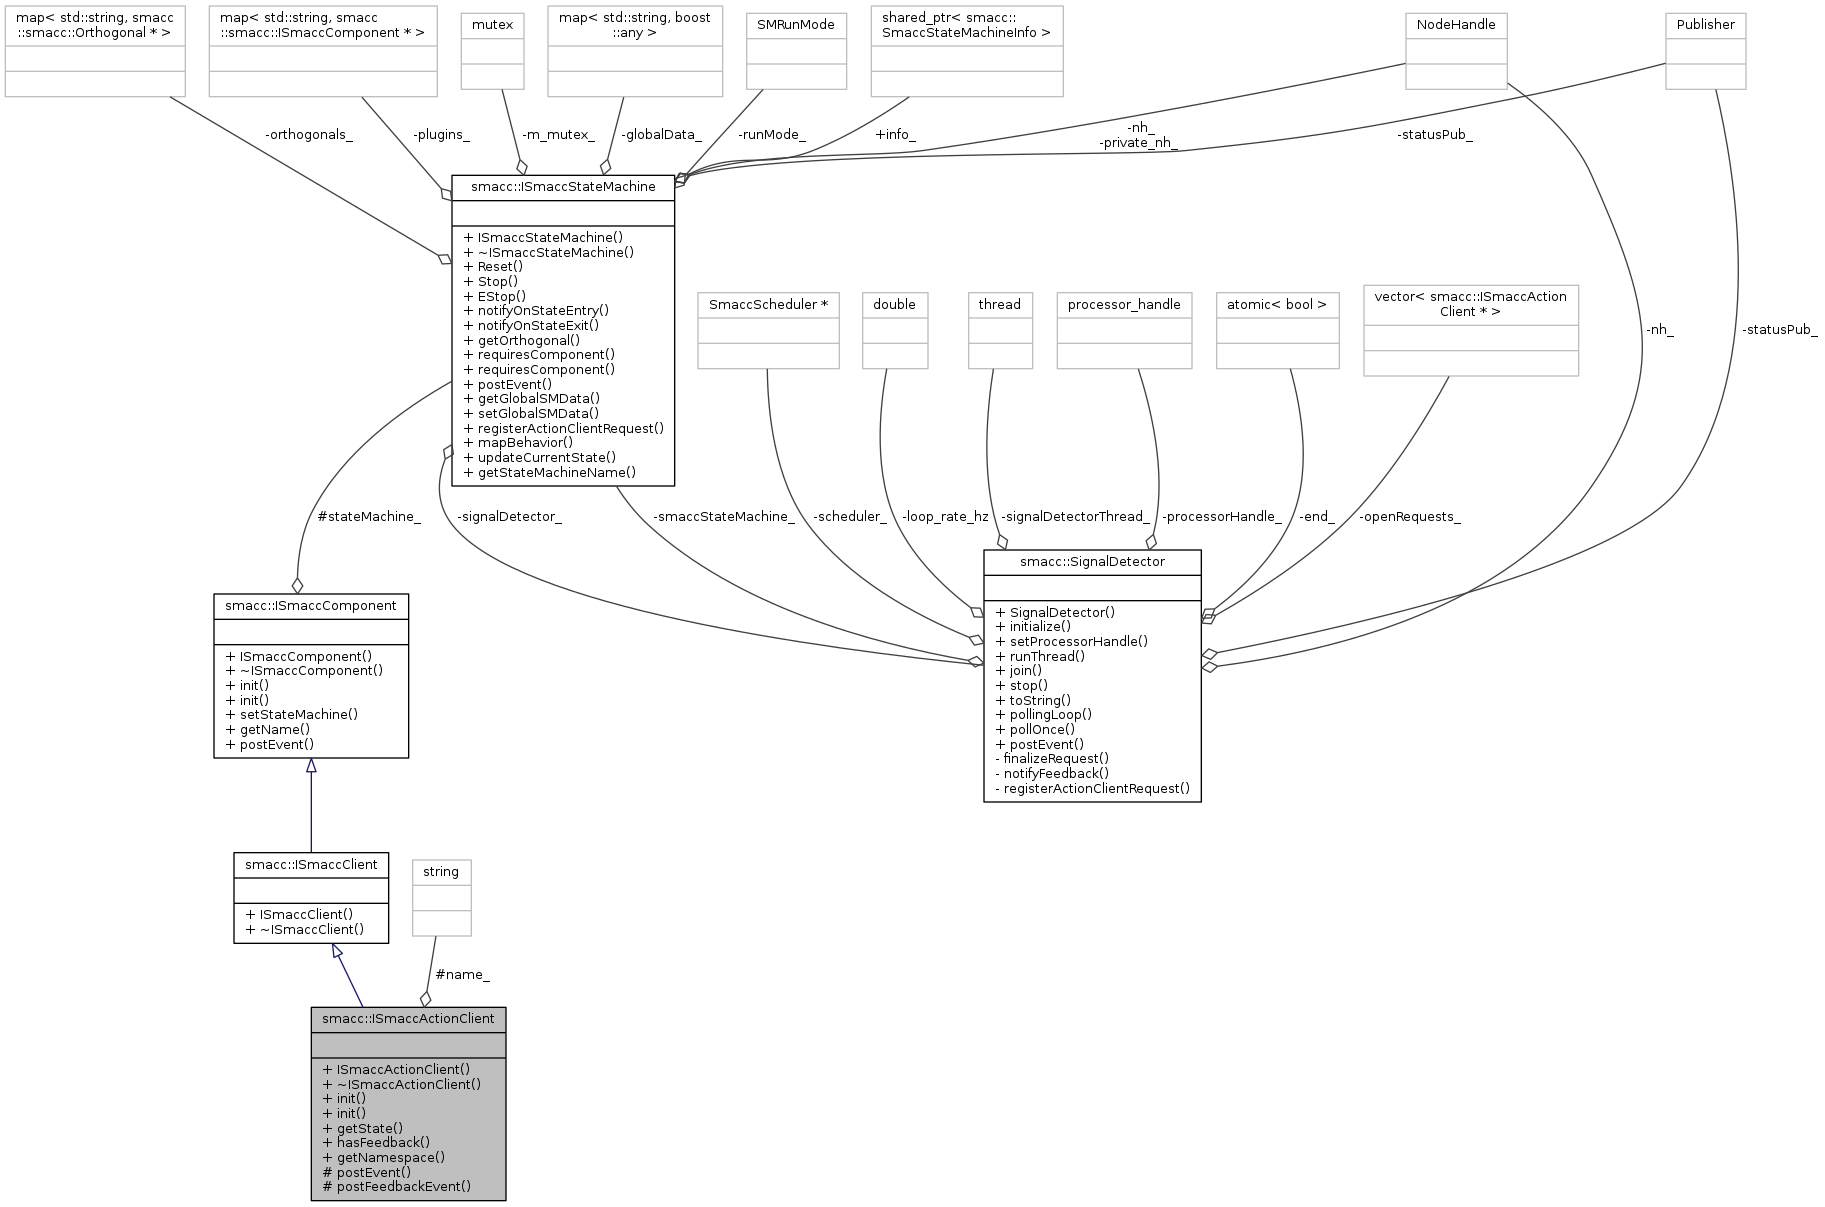 map< std::string, smacc
::smacc::Orthogonal * >
map< std::string, smacc
::smacc::ISmaccComponent * >
mutex
map< std::string, boost
::any >
SMRunMode
shared_ptr< smacc::
SmaccStateMachineInfo >
NodeHandle
Publisher
-orthogonals_
-plugins_
-m_mutex_
-globalData_
-runMode_
+info_
-nh_
-private_nh_
-statusPub_
smacc::ISmaccStateMachine
+ ISmaccStateMachine()
+ ~ISmaccStateMachine()
+ Reset()
+ Stop()
+ EStop()
+ notifyOnStateEntry()
+ notifyOnStateExit()
+ getOrthogonal()
+ requiresComponent()
+ requiresComponent()
+ postEvent()
+ getGlobalSMData()
+ setGlobalSMData()
+ registerActionClientRequest()
+ mapBehavior()
+ updateCurrentState()
+ getStateMachineName()
SmaccScheduler *
double
thread
processor_handle
atomic< bool >
vector< smacc::ISmaccAction
Client * >
-nh_
-statusPub_
#stateMachine_
-signalDetector_
-smaccStateMachine_
-scheduler_
-loop_rate_hz
-signalDetectorThread_
-processorHandle_
-end_
-openRequests_
smacc::SignalDetector
+ SignalDetector()
+ initialize()
+ setProcessorHandle()
+ runThread()
+ join()
+ stop()
+ toString()
+ pollingLoop()
+ pollOnce()
+ postEvent()
- finalizeRequest()
- notifyFeedback()
- registerActionClientRequest()
smacc::ISmaccComponent
+ ISmaccComponent()
+ ~ISmaccComponent()
+ init()
+ init()
+ setStateMachine()
+ getName()
+ postEvent()
smacc::ISmaccClient
+ ISmaccClient()
+ ~ISmaccClient()
string
#name_
smacc::ISmaccActionClient
+ ISmaccActionClient()
+ ~ISmaccActionClient()
+ init()
+ init()
+ getState()
+ hasFeedback()
+ getNamespace()
# postEvent()
# postFeedbackEvent()